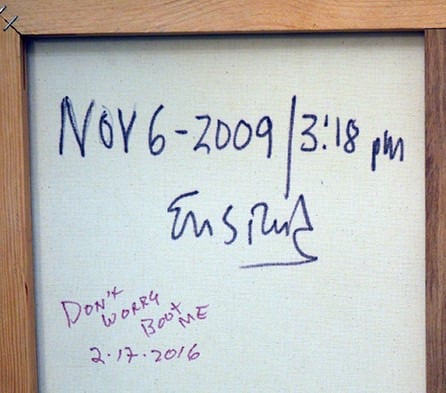 NOV 6-2009/3:18 pm
DON'T
WORRY
BOUT
ME
2·17·2016